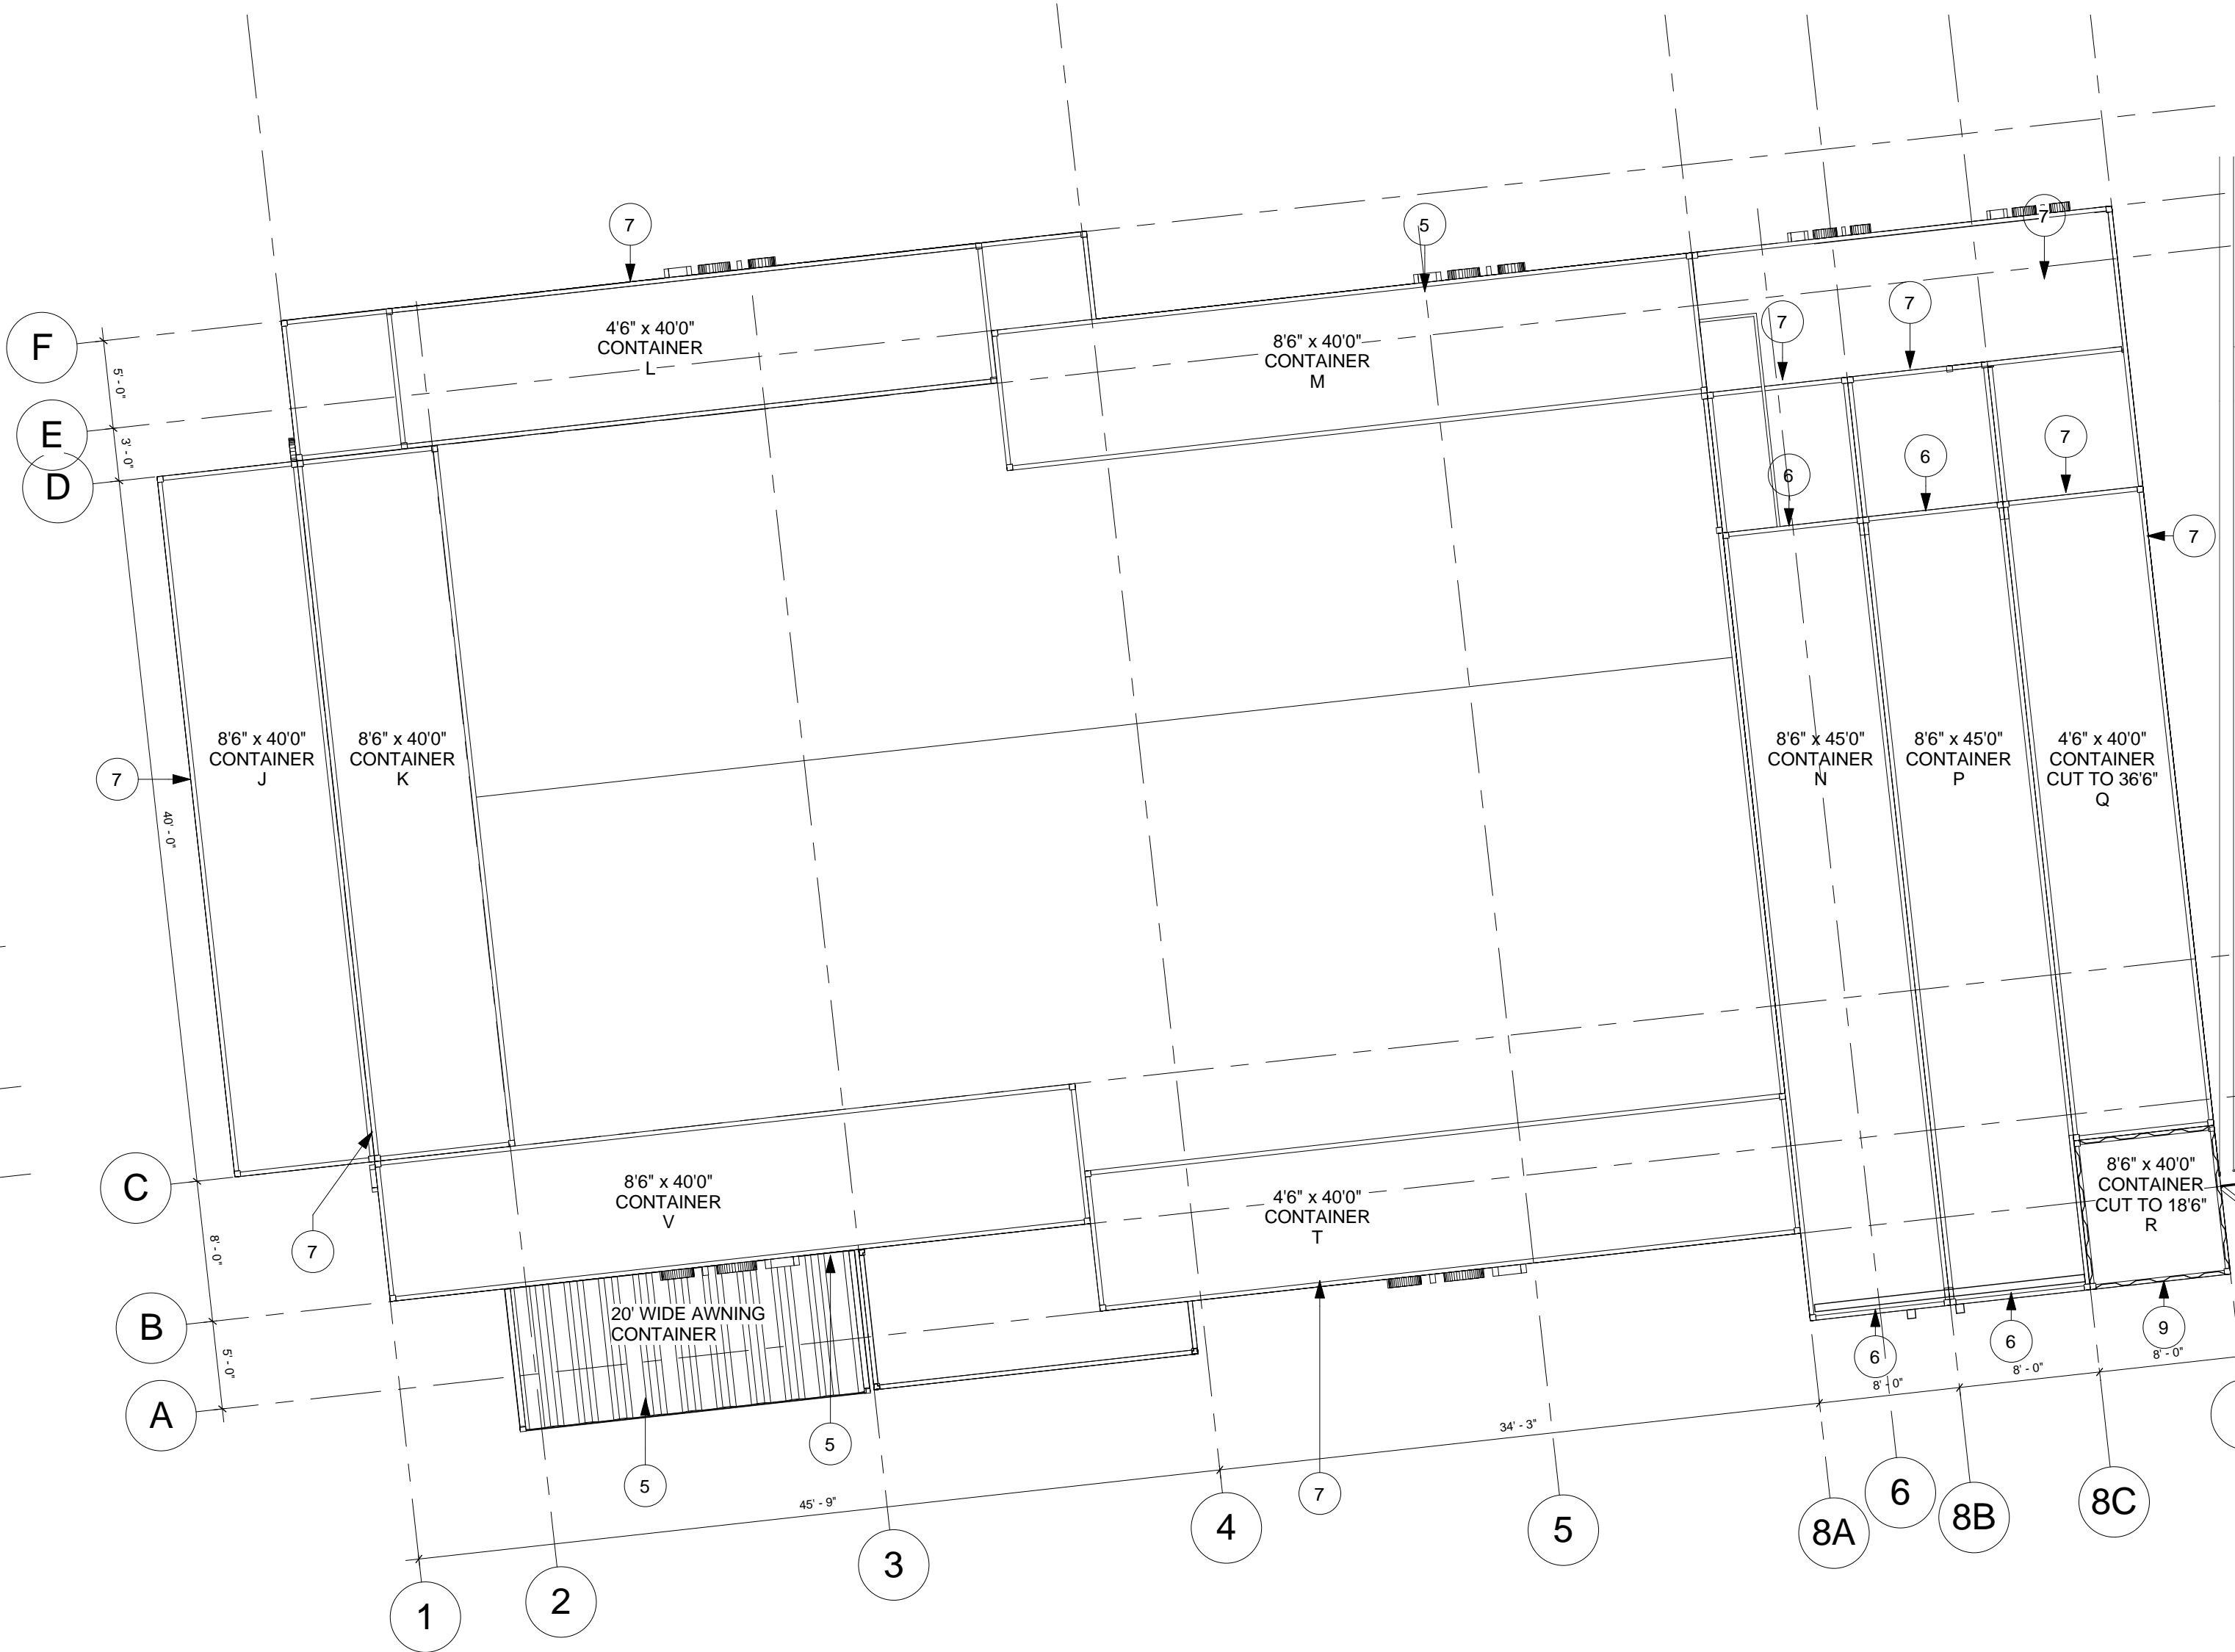 7
5
7
F
4'6" x 40'0"
CONTAINER
L
8'6" x 40'0"
CONTAINER
M
7
7
5' - 0"
E
3' - 0"
D
6
6
7
7
8'6" x 40'0"
CONTAINER
J
8'6" x 40'0"
CONTAINER
K
8'6" x 45'0"
CONTAINER
N
8'6" x 45'0"
CONTAINER
P
4'6" x 40'0"
CONTAINER
CUT TO 36'6"
Q
7
40' - 0"
C
8'6" x 40'0"
CONTAINER
V
4'6" x 40'0"
CONTAINER
T
8'6" x 40'0"
CONTAINER
CUT TO 18'6"
R
7
8' - 0"
B
20' WIDE AWNING
CONTAINER
5' - 0"
A
6
6
9
8' - 0"
8' - 0"
8' - 0"
5
5
7
34' - 3"
45' - 9"
1
2
3
4
5
8A
6
8B
8C